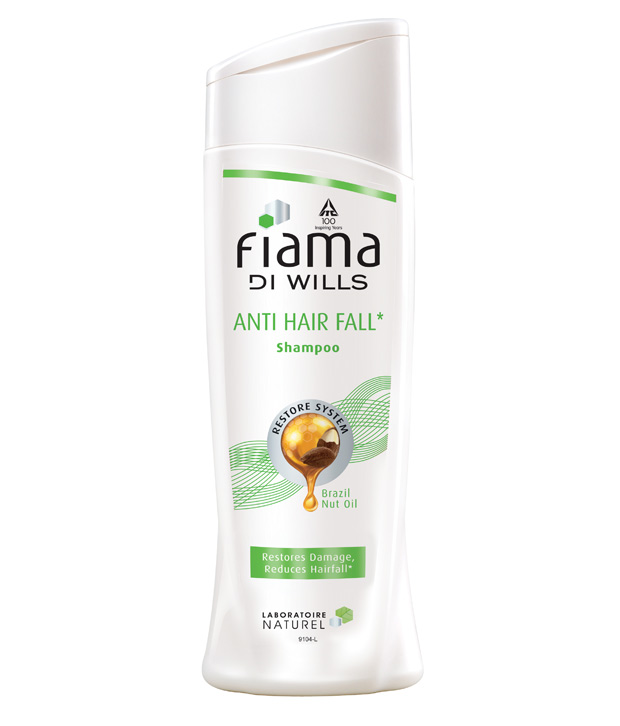 ITC
100
Inspiring Years
fiama
DI WILLS
ANTI HAIR FALL*
Shampoo
RESTORE SYSTEM
Brazil
Nut Oil
Restores Damage,
Reduces Hairfall*
LABORATOIRE
NATUREL
9104-L